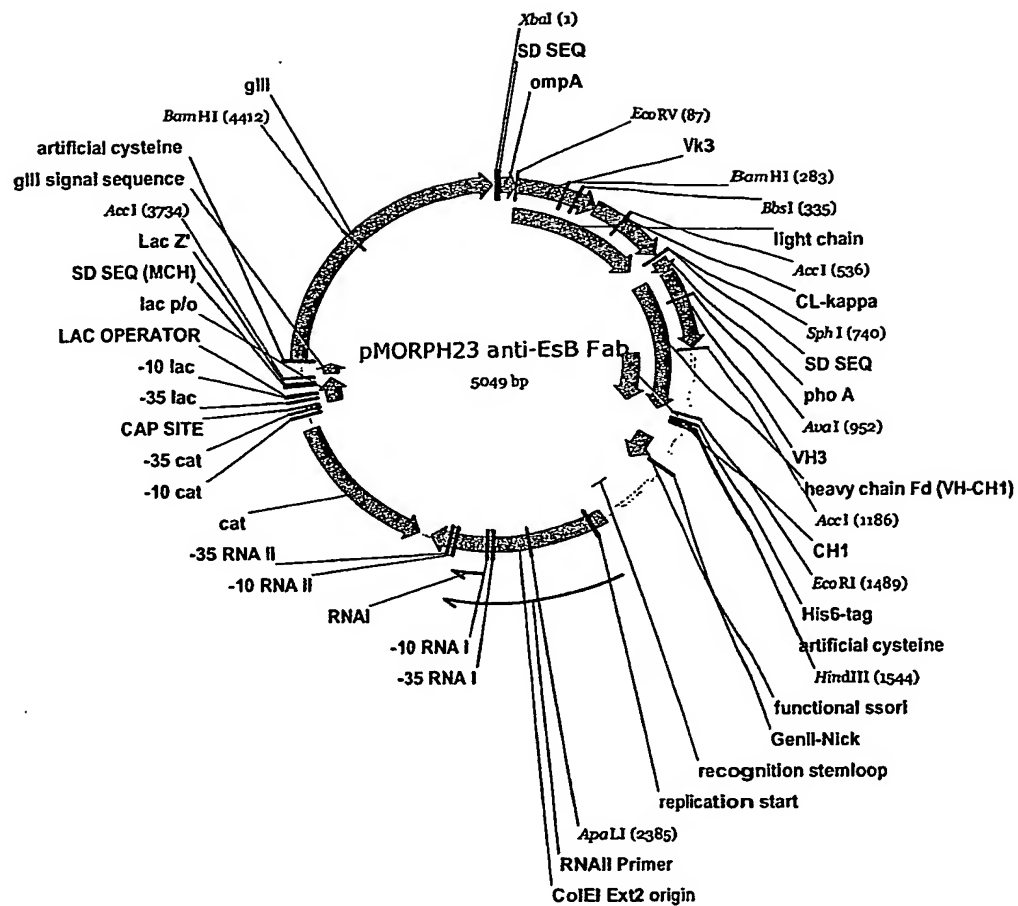 XbaI (1)
SD SEQ
ompA
EcoRV (87)
Vk3
BamHI (283)
BbsI (335)
light chain
AccI (536)
CL-kappa
SphI (740)
SD SEQ
pho A
AvaI (952)
VH3
heavy chain Fd (VH-CH1)
AccI (1186)
CH1
EcoRI (1489)
His6-tag
artificial cysteine
HindIII (1544)
functional ssori
GenII-Nick
recognition stemloop
replication start
ApaLI (2385)
RNAII Primer
ColEI Ext2 origin
-35 RNA I
-10 RNA I
RNAI
-10 RNA II
-35 RNA II
cat
-10 cat
-35 cat
CAP SITE
-35 lac
-10 lac
LAC OPERATOR
lac p/o
SD SEQ (MCH)
Lac Z'
AccI (3734)
gIII signal sequence
artificial cysteine
BamHI (4412)
gIII
pMORPH23 anti-EsB Fab
5049 bp